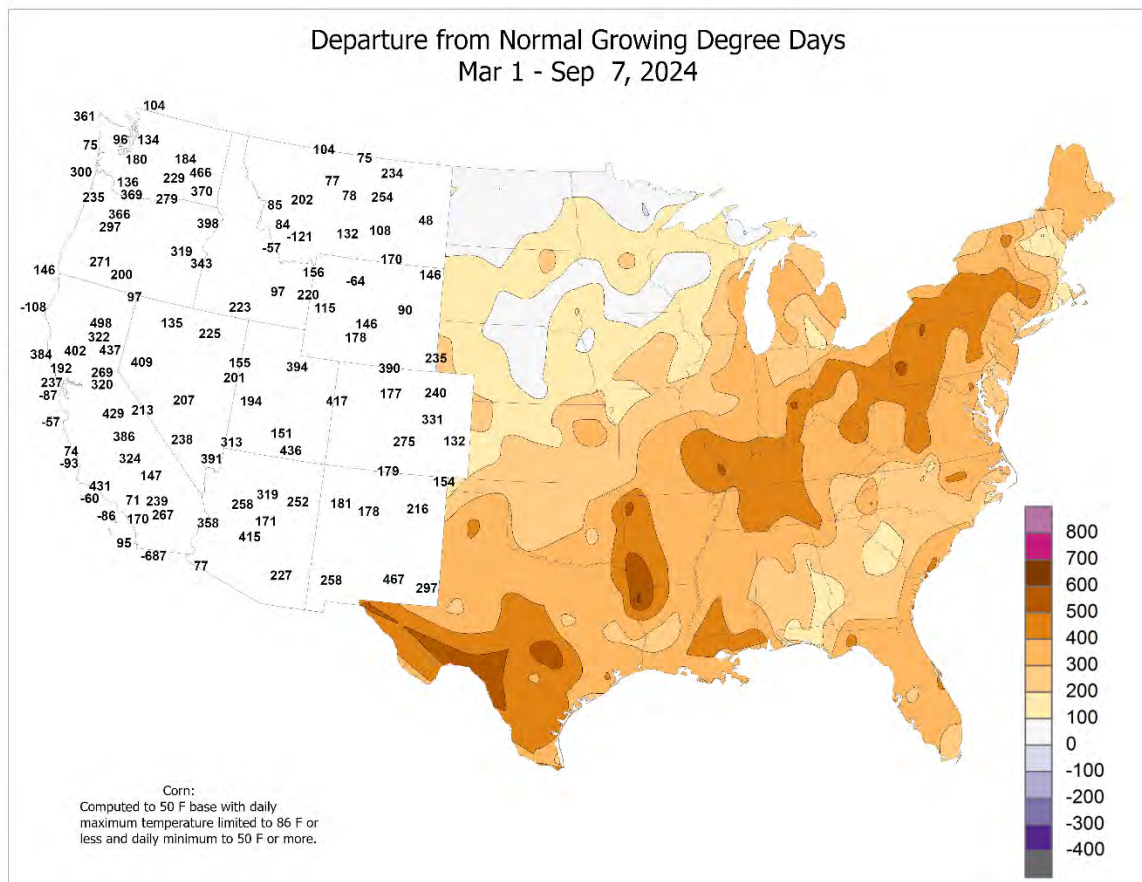 Departure from Normal Growing Degree Days
Mar 1 - Sep 7, 2024
104
361
75 96 134
180 184
300 466
136 229
235 369 279 370
366
297 398
319
271 343
146 200
-108 97
104 75
77 234
78 254
85 202
84 48
-121 132 108
-57 170
156 -64 146
97 220
223 115 90
146
178
498 135 225
322
384 402 437 409 155 394 390 235
192 269 201 177 240
237 320
-87 429 213 207 194 417 331
-57
386 238 313 151 275 132
74 324 391 436
-93 147 179 154
431
-60 71 239 258 319 252 181 178 216
-86 170 267 358 171
415
95
-687 77 227 258 467 297
800
700
600
500
400
300
200
100
0
-100
-200
-300
-400
Corn:
Computed to 50 F base with daily
maximum temperature limited to 86 F or
less and daily minimum to 50 F or more.